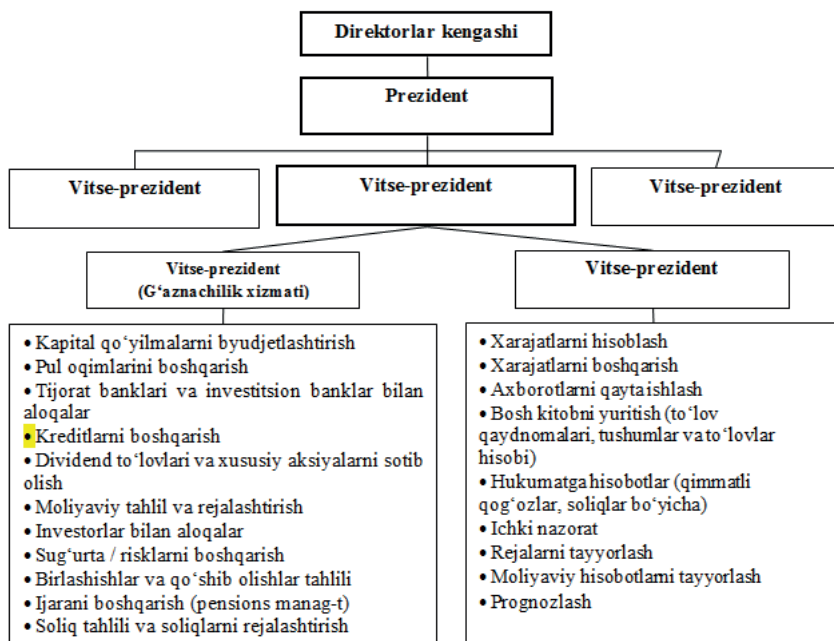 Direktorlar kengashi
Prezident
Vitse-prezident
Vitse-prezident
Vitse-prezident
Vitse-prezident
(G‘aznachilik xizmati)
Vitse-prezident
• Kapital qo‘yilmalarni byudjetlashtirish
• Pul oqimlarini boshqarish
• Tijorat banklari va investitsion banklar bilan
aloqalar
• Kreditlarni boshqarish
• Dividend to‘lovlari va xususiy aksiyalarni sotib
olish
• Moliyaviy tahlil va rejalashtirish
• Investorlar bilan aloqalar
• Sug‘urta / risklarni boshqarish
• Birlashishlar va qo‘shib olishlar tahlili
• Ijarani boshqarish (pensions manag-t)
• Soliq tahlili va soliqlarni rejalashtirish
• Xarajatlarni hisoblash
• Xarajatlarni boshqarish
• Axborotlarni qayta ishlash
• Bosh kitobni yuritish (to‘lov
qaydnomalari, tushumlar va to‘lovlar
hisobi)
• Hukumatga hisobotlar (qimmatli
qog‘ozlar, soliqlar bo‘yicha)
• Ichki nazorat
• Rejalarni tayyorlash
• Moliyaviy hisobotlarni tayyorlash
• Prognozlash